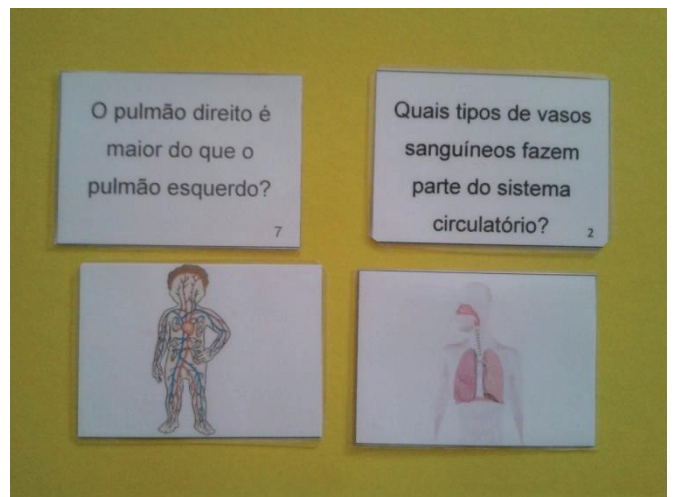 O pulmão direito é
maior do que o
pulmão esquerdo?
7
Quais tipos de vasos
sanguíneos fazem
parte do sistema
circulatório?
2